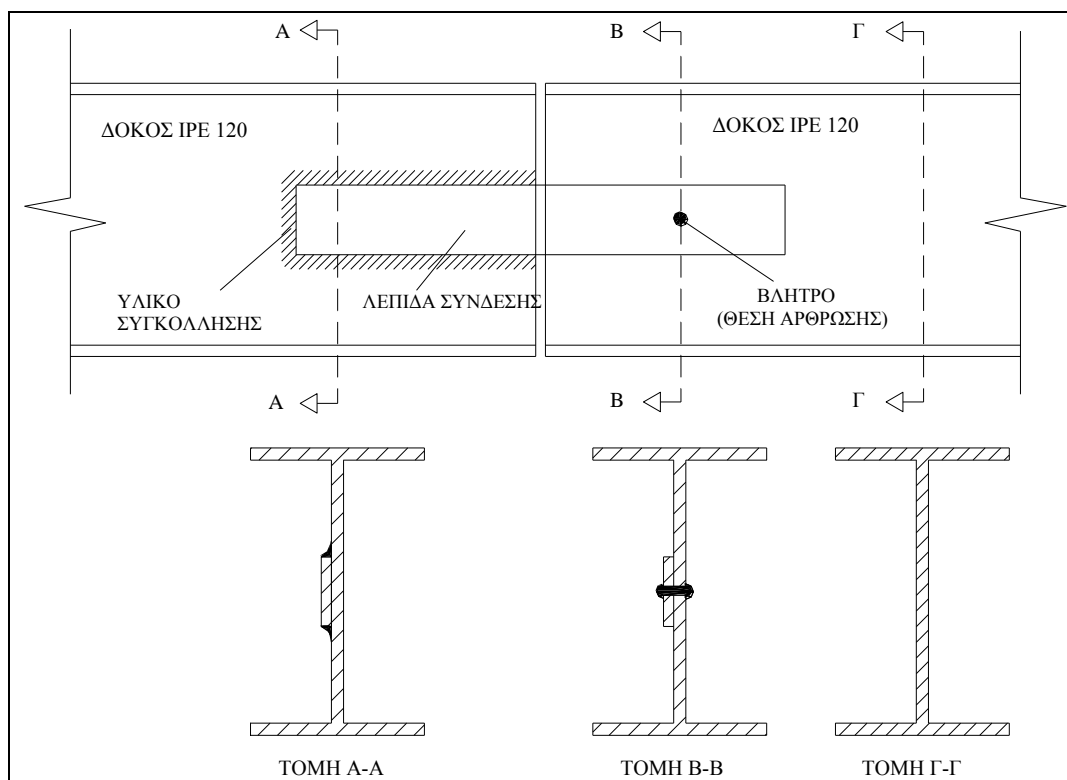 Α
Β
Γ
ΔΟΚΟΣ IPE 120
ΔΟΚΟΣ IPE 120
ΥΛΙΚΟ
ΣΥΓΚΟΛΛΗΣΗΣ
ΛΕΠΙΔΑ ΣΥΝΔΕΣΗΣ
ΒΛΗΤΡΟ
(ΘΕΣΗ ΑΡΘΡΩΣΗΣ)
Α
Β
Γ
ΤΟΜΗ Α-Α
ΤΟΜΗ Β-Β
ΤΟΜΗ Γ-Γ